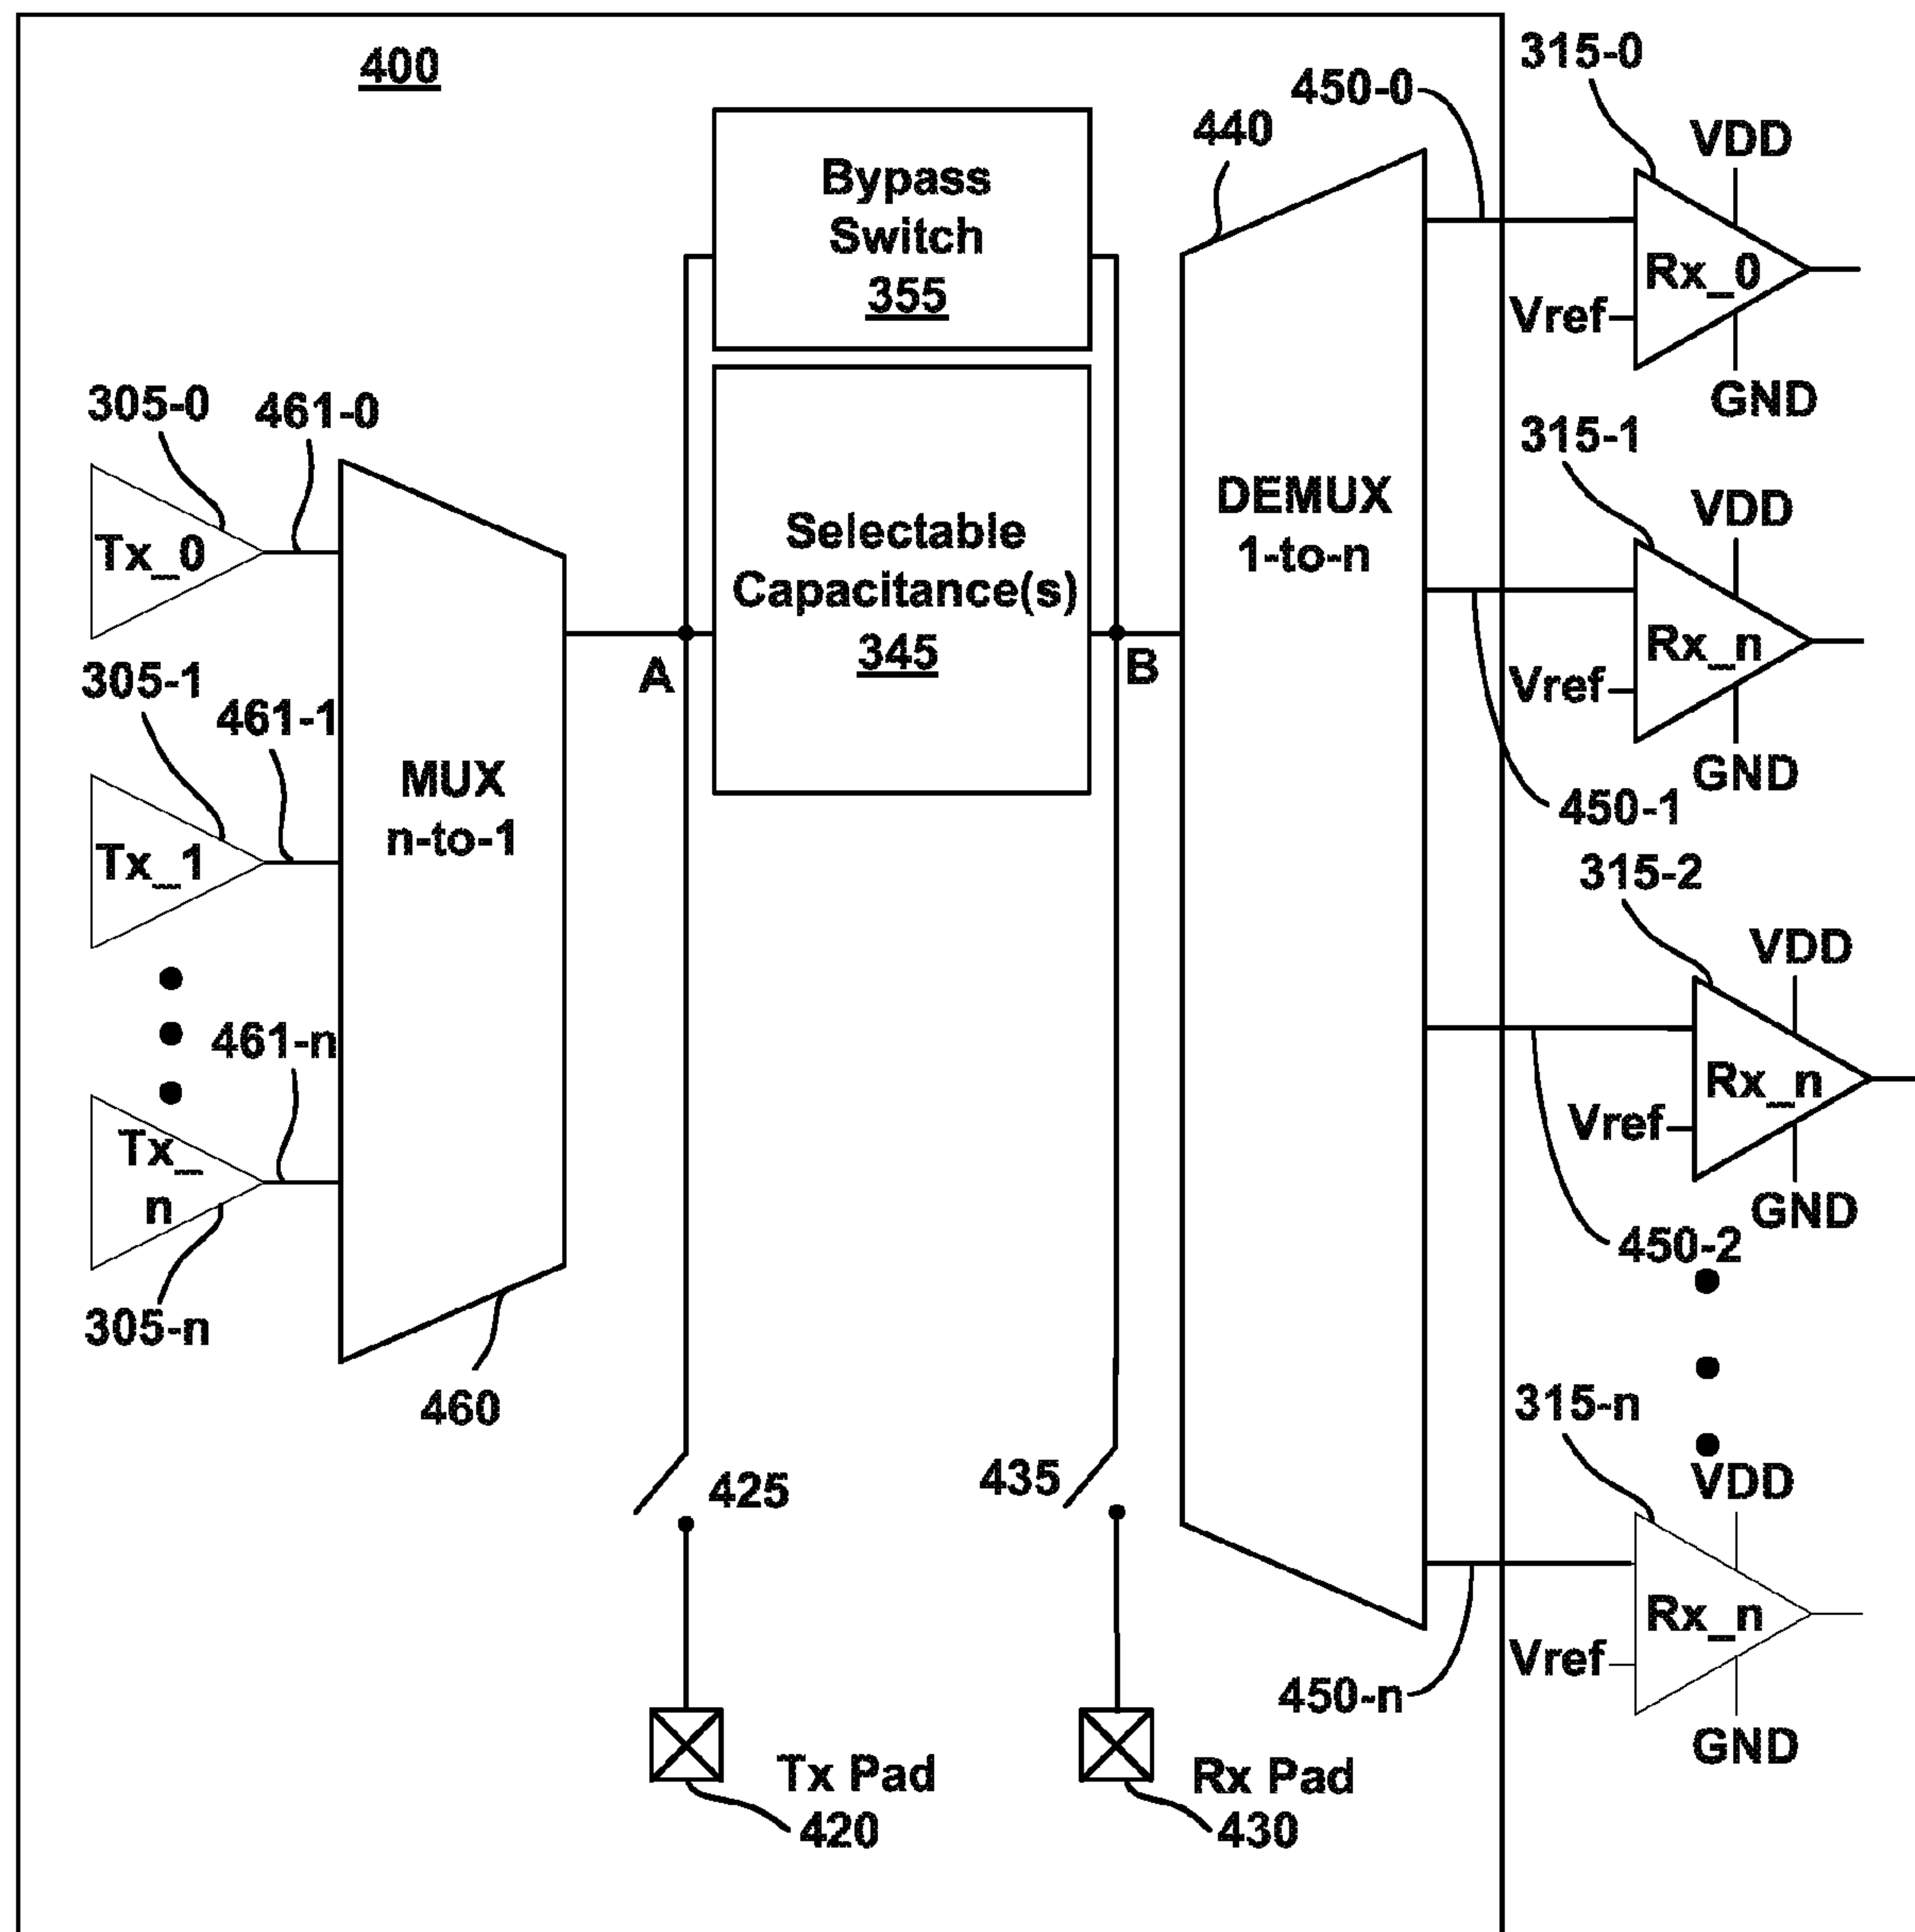 400
450-0
315-0
440
VDD
Bypass
Switch
355
Rx_0
Vref
GND
305-0
461-0
315-1
Tx_0
DEMUX
1-to-n
VDD
Selectable
Capacitance(s)
345
A
B
Rx_n
Vref
GND
305-1
461-1
450-1
MUX
n-to-1
Tx_1
315-2
VDD
461-n
Rx_n
Vref
GND
Tx_
n
450-2
305-n
460
315-n
425
435
VDD
Rx_n
Vref
450-n
GND
Tx Pad
420
Rx Pad
430